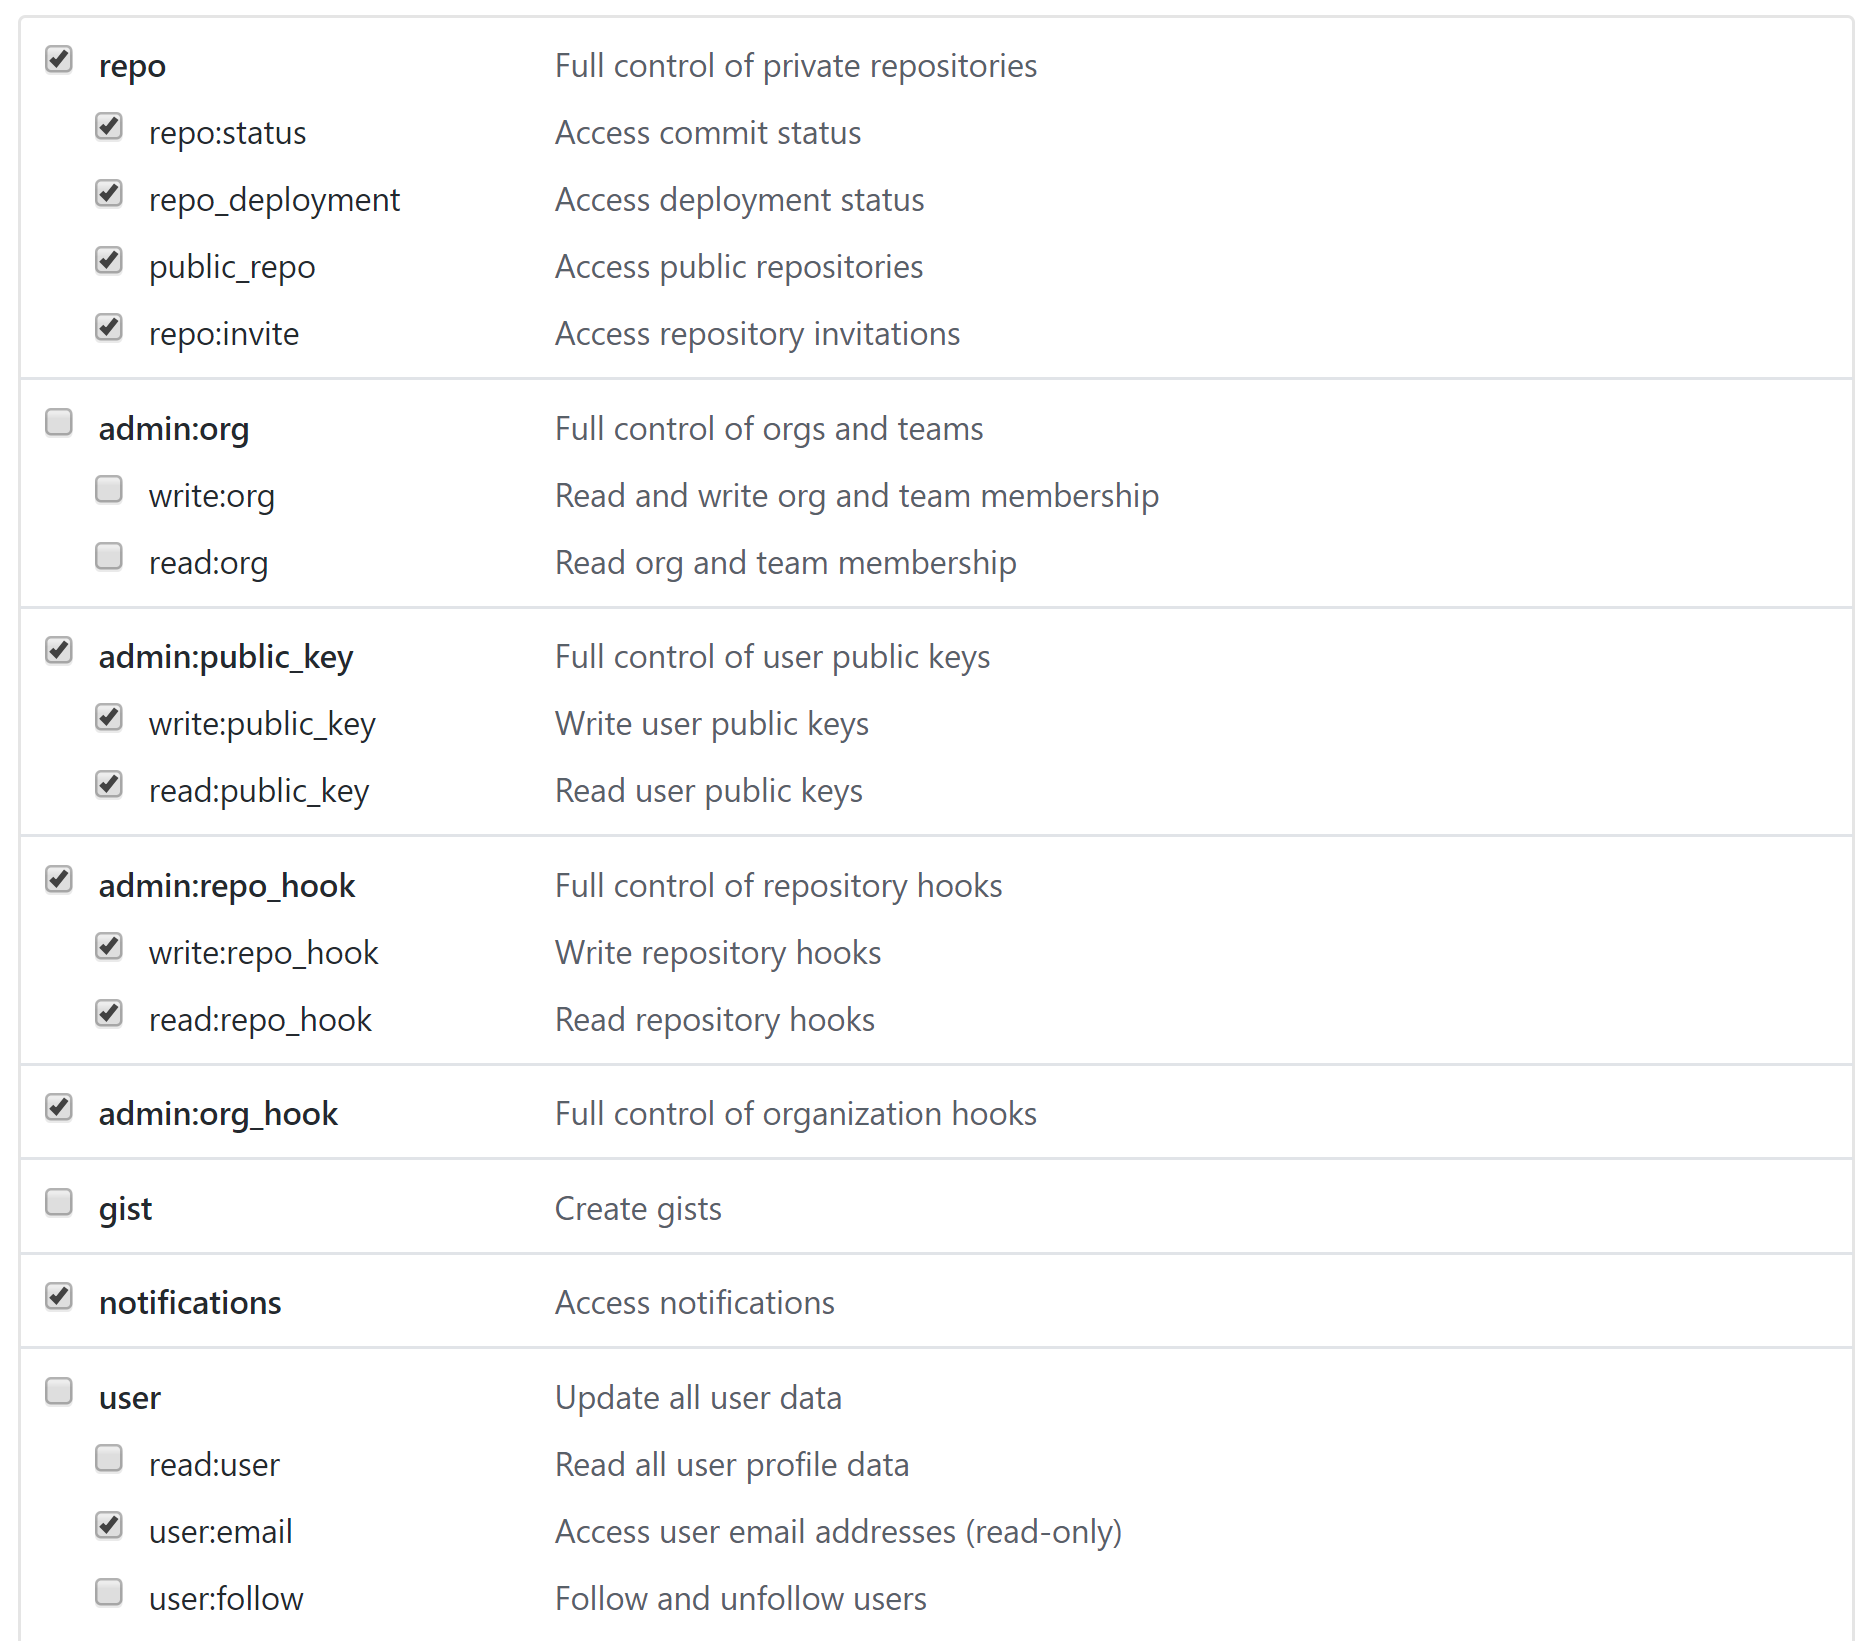 repo Full control of private repositories
repo:status Access commit status
repo_deployment Access deployment status
public_repo Access public repositories
repo:invite Access repository invitations
admin:org Full control of orgs and teams
write:org Read and write org and team membership
read:org Read org and team membership
admin:public_key Full control of user public keys
write:public_key Write user public keys
read:public_key Read user public keys
admin:repo_hook Full control of repository hooks
write:repo_hook Write repository hooks
read:repo_hook Read repository hooks
admin:org_hook Full control of organization hooks
gist Create gists
notifications Access notifications
user Update all user data
read:user Read all user profile data
user:email Access user email addresses (read-only)
user:follow Follow and unfollow users